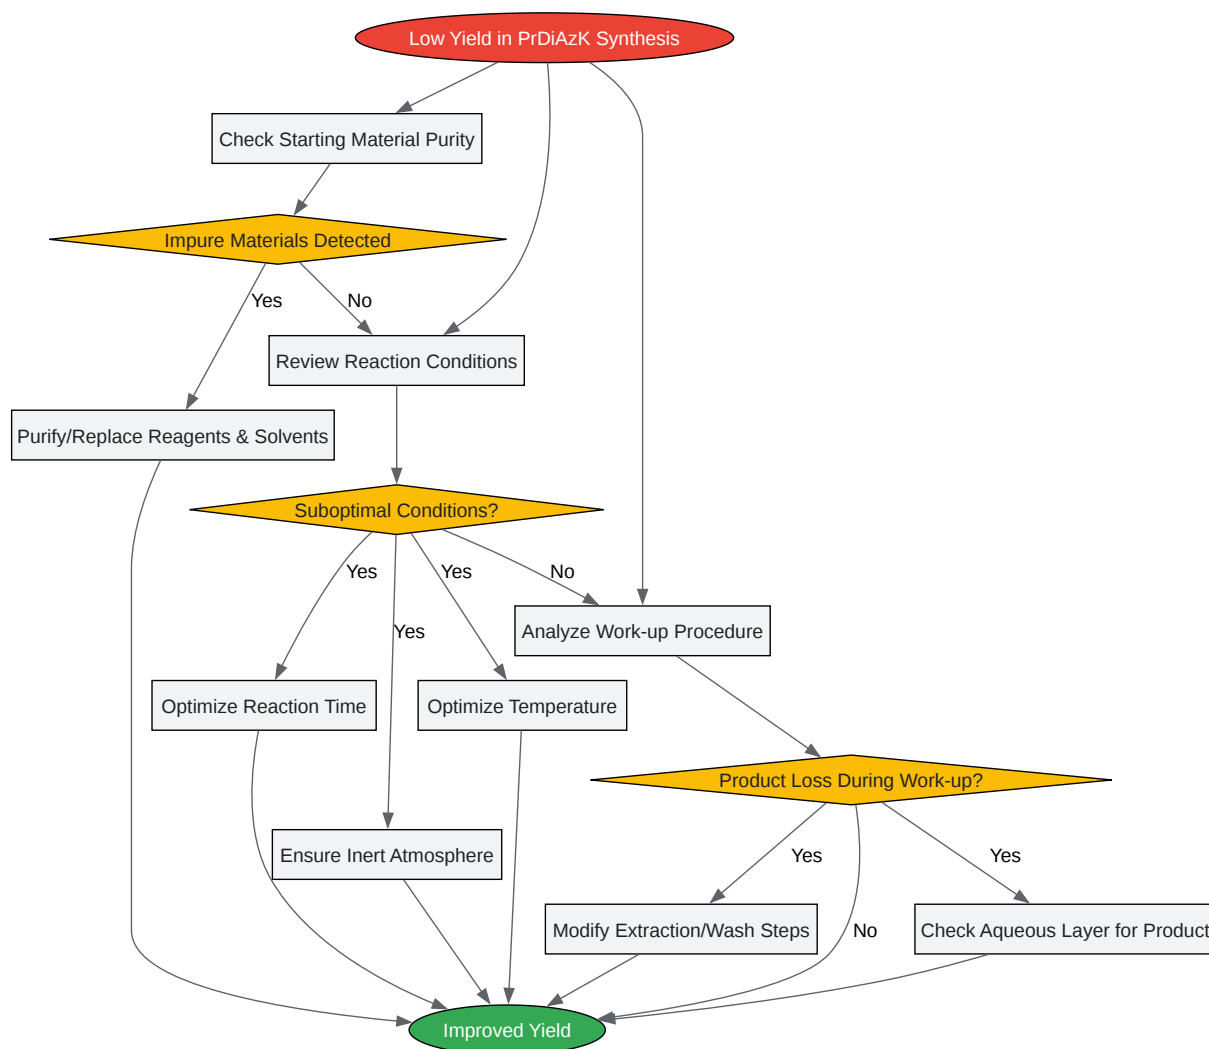 Low Yield in PrDiAzK Synthesis
Check Starting Material Purity
Impure Materials Detected
Yes
No
Review Reaction Conditions
Purify/Replace Reagents & Solvents
Suboptimal Conditions?
Yes
Yes
No
Yes
Analyze Work-up Procedure
Optimize Reaction Time
Optimize Temperature
Product Loss During Work-up?
Ensure Inert Atmosphere
Yes
Yes
Modify Extraction/Wash Steps
No
Check Aqueous Layer for Product
Improved Yield